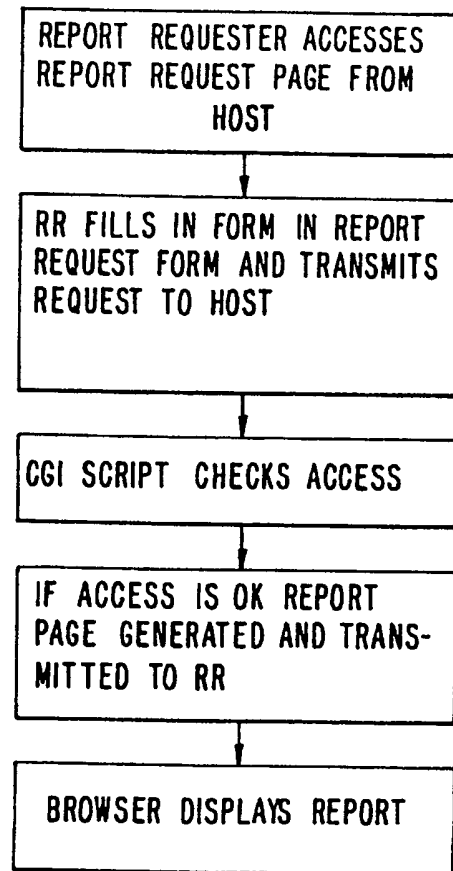 REPORT REQUESTER ACCESSES
REPORT REQUEST PAGE FROM
HOST
RR FILLS IN FORM IN REPORT
REQUEST FORM AND TRANSMITS
REQUEST TO HOST
CGI SCRIPT CHECKS ACCESS
IF ACCESS IS OK REPORT
PAGE GENERATED AND TRANS-
MITTED TO RR
BROWSER DISPLAYS REPORT